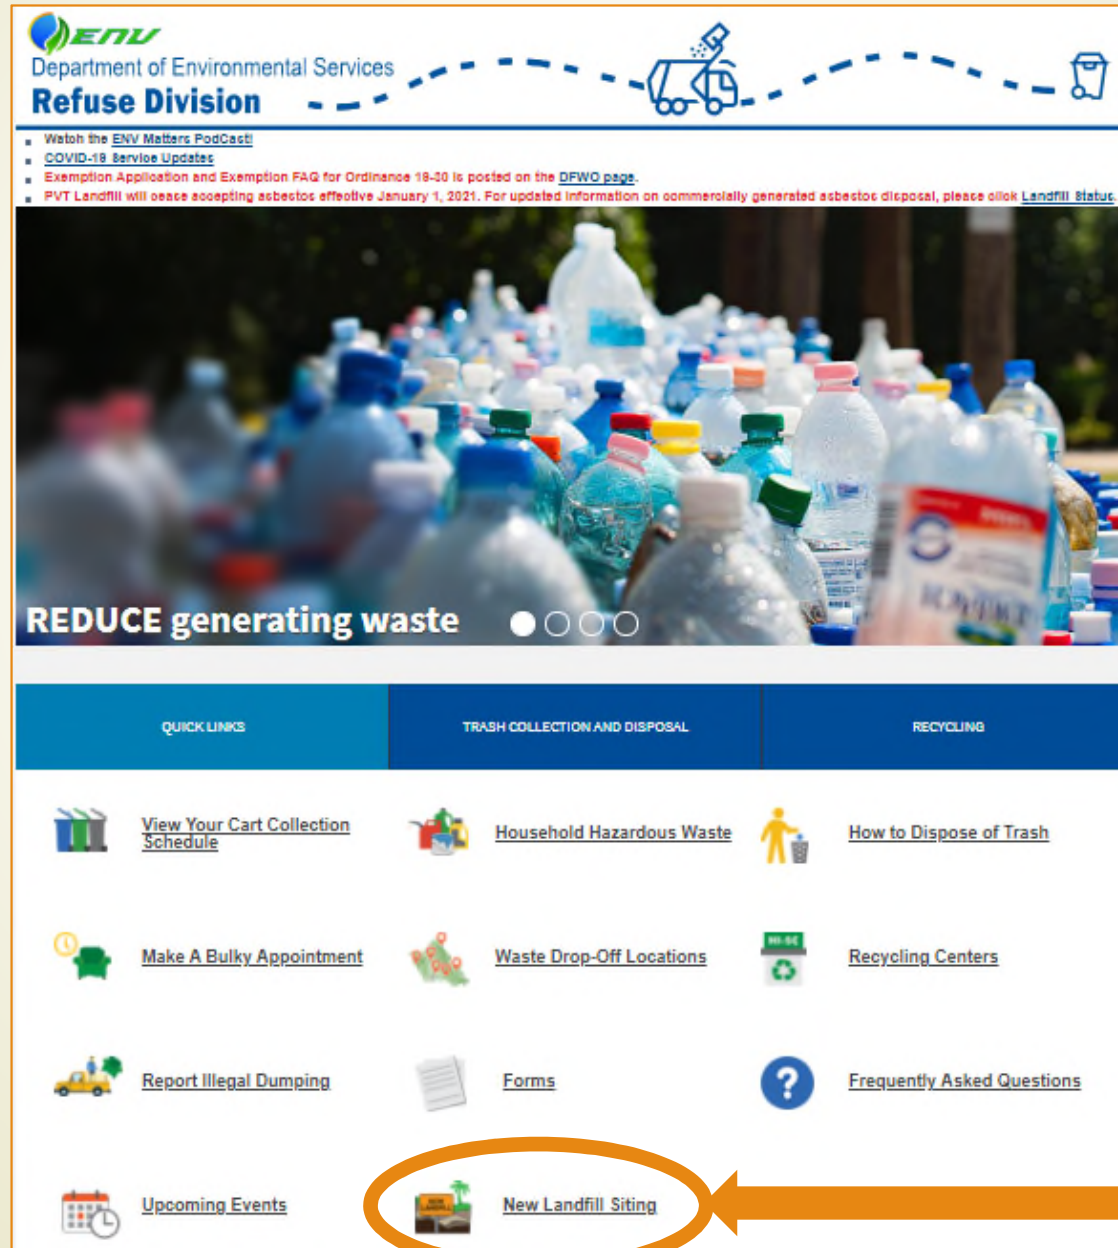 ENV
Department of Environmental Services
Refuse Division
Watch the ENV Matters PodCast!
COVID-19 Service Updates
Exemption Application and Exemption FAQ for Ordinance 19-30 is posted on the DFWO page.
PVT Landfill will cease accepting asbestos effective January 1, 2021. For updated information on commercially generated asbestos disposal, please click Landfill Status.
REDUCE generating waste
QUICK LINKS
TRASH COLLECTION AND DISPOSAL
RECYCLING
View Your Cart Collection
Schedule
Household Hazardous Waste
How to Dispose of Trash
Make A Bulky Appointment
Waste Drop-Off Locations
HI-5¢
Recycling Centers
Report Illegal Dumping
Forms
?
Frequently Asked Questions
Upcoming Events
NEW
LANDFILL
New Landfill Siting